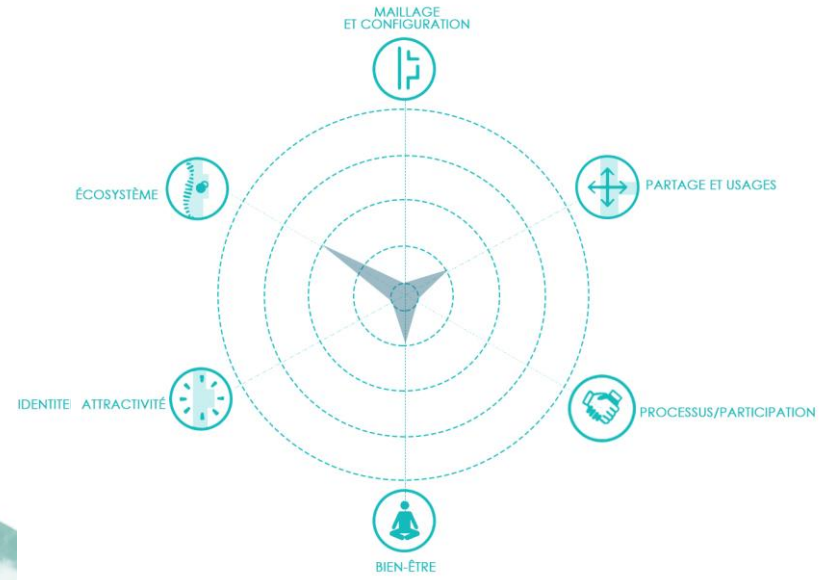 MAILLAGE
ET CONFIGURATION
ÉCOSYSTÈME
PARTAGE ET USAGES
IDENTITE ATTRACTIVITÉ
PROCESSUS/PARTICIPATION
BIEN-ÊTRE